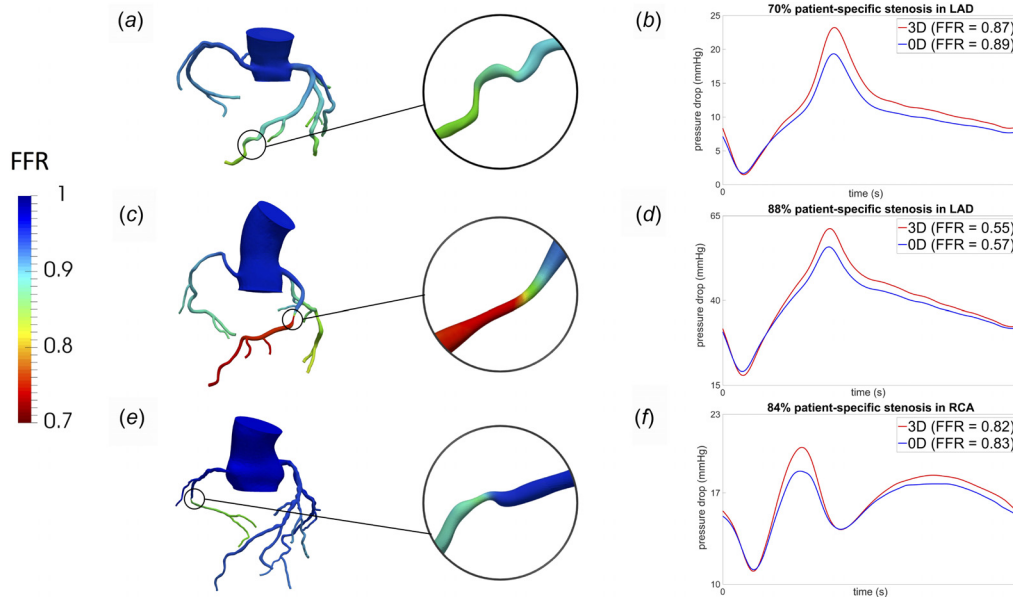 (a)
(b)
70% patient-specific stenosis in LAD
3D (FFR = 0.87)
0D (FFR = 0.89)
pressure drop (mmHg)
25
20
15
10
5
0
0
time (s)
FFR
1
0.9
0.8
0.7
(c)
(d)
88% patient-specific stenosis in LAD
3D (FFR = 0.55)
0D (FFR = 0.57)
pressure drop (mmHg)
65
40
15
0
time (s)
(e)
(f)
84% patient-specific stenosis in RCA
3D (FFR = 0.82)
0D (FFR = 0.83)
pressure drop (mmHg)
23
17
10
0
time (s)